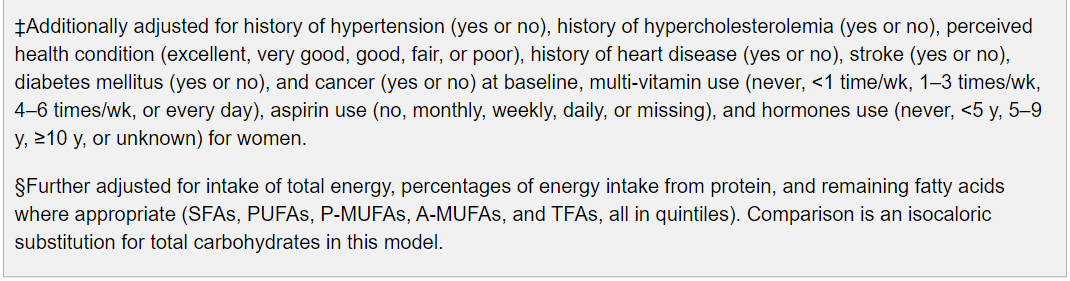 ‡Additionally adjusted for history of hypertension (yes or no), history of hypercholesterolemia (yes or no), perceived
health condition (excellent, very good, good, fair, or poor), history of heart disease (yes or no), stroke (yes or no),
diabetes mellitus (yes or no), and cancer (yes or no) at baseline, multi-vitamin use (never, <1 time/wk, 1–3 times/wk,
4–6 times/wk, or every day), aspirin use (no, monthly, weekly, daily, or missing), and hormones use (never, <5 y, 5–9
y, ≥10 y, or unknown) for women.
§Further adjusted for intake of total energy, percentages of energy intake from protein, and remaining fatty acids
where appropriate (SFAs, PUFAs, P-MUFAs, A-MUFAs, and TFAs, all in quintiles). Comparison is an isocaloric
substitution for total carbohydrates in this model.